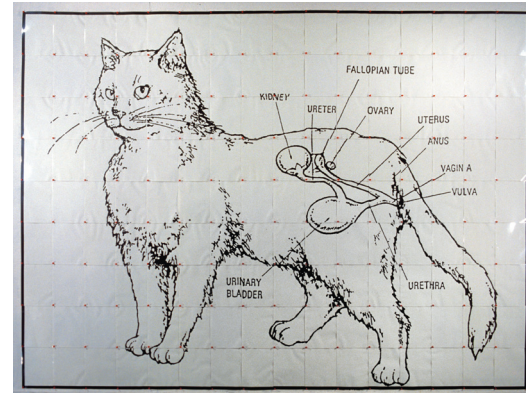 FALLOPIAN TUBE
KIDNEY
URETER
OVARY
UTERUS
ANUS
VAGIN A
VULVA
URINARY
BLADDER
URETHRA